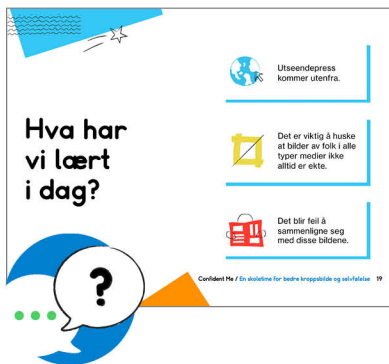 Hva har
vi lært
i dag?
Utseendepress
kommer utenfra.
Det er viktig å huske
at bilder av folk i alle
typer medier ikke
alltid er ekte.
Det blir feil å
sammenligne seg
med disse bildene.
?
Confident Me / En skoletime for bedre kroppsbilde og selvfølelse 19